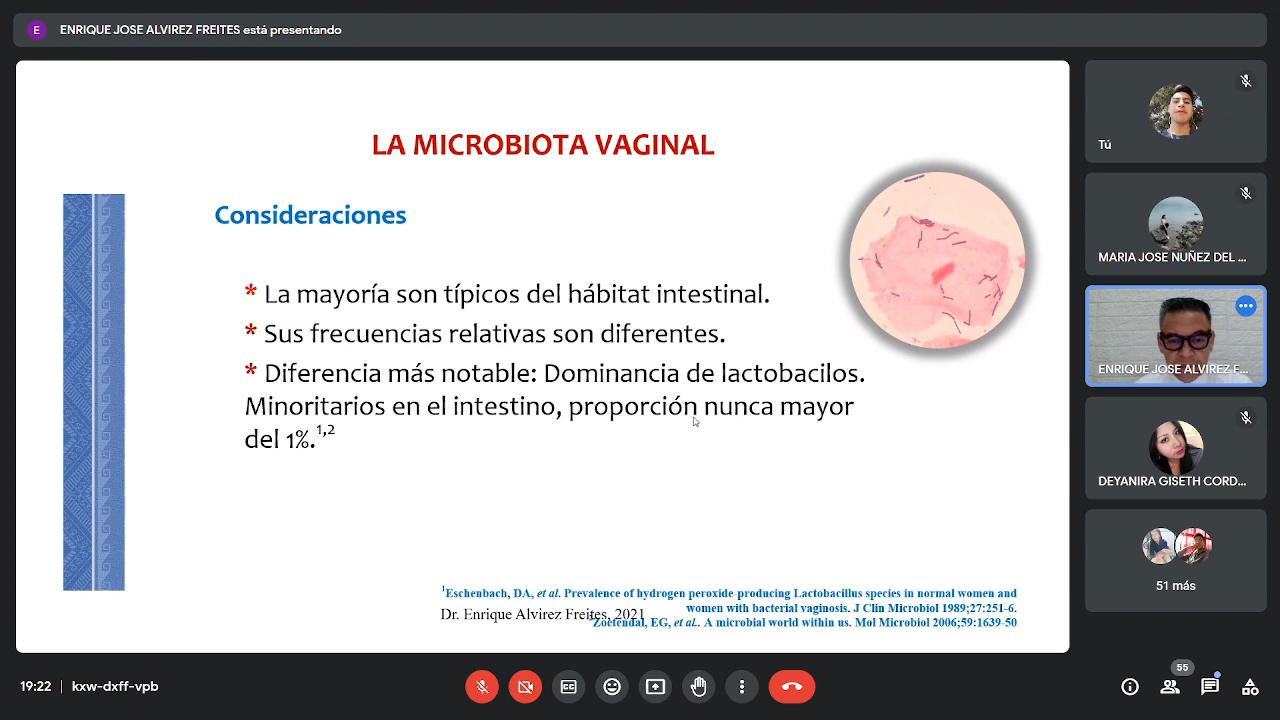 E
ENRIQUE JOSE ALVIREZ FREITES está presentando
LA MICROBIOTA VAGINAL
Consideraciones
* La mayoría son típicos del hábitat intestinal.
* Sus frecuencias relativas son diferentes.
* Diferencia más notable: Dominancia de lactobacilos.
Minoritarios en el intestino, proporción nunca mayor
del 1%.1,2
1Eschenbach, DA, et al. Prevalence of hydrogen peroxide-producing Lactobacillus species in normal women and
women with bacterial vaginosis. J Clin Microbiol 1989;27:251-6.
Dr. Enrique Alvirez Freites, 2021
Zoetendal, EG, et al.. A microbial world within us. Mol Microbiol 2006;59:1639-50
Tú
MARIA JOSE NUÑEZ DEL ...
ENRIQUE JOSE ALVIREZ F...
DEYANIRA GISETH CORD...
51 más
19:22 | kxw-dxff-vpb
55